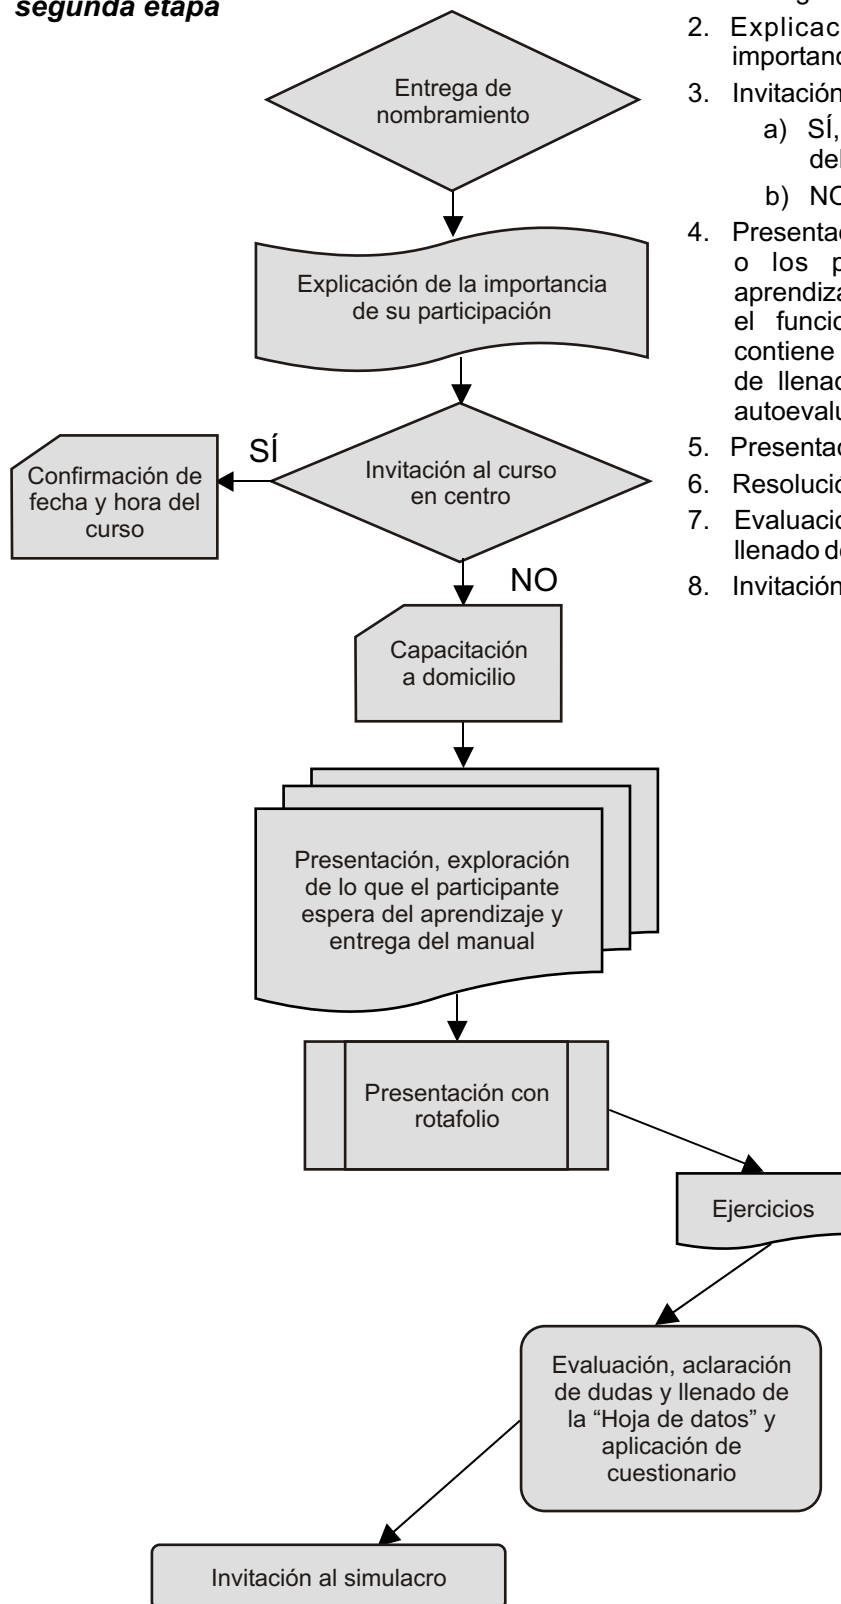 segunda etapa
Entrega de
nombramiento
Explicación de la importancia
de su participación
Invitación al curso
en centro
SÍ
Confirmación de
fecha y hora del
curso
NO
Capacitación
a domicilio
Presentación, exploración
de lo que el participante
espera del aprendizaje y
entrega del manual
Presentación con
rotafolio
Ejercicios
Evaluación, aclaración
de dudas y llenado de
la “Hoja de datos” y
aplicación de
cuestionario
Invitación al simulacro
2. Explicac
importanc
3. Invitación
a) SÍ,
del
b) NO
4. Presentac
o los p
aprendiza
el funcio
contiene
de llenad
autoevalu
5. Presentac
6. Resolució
7. Evaluació
llenado de
8. Invitación